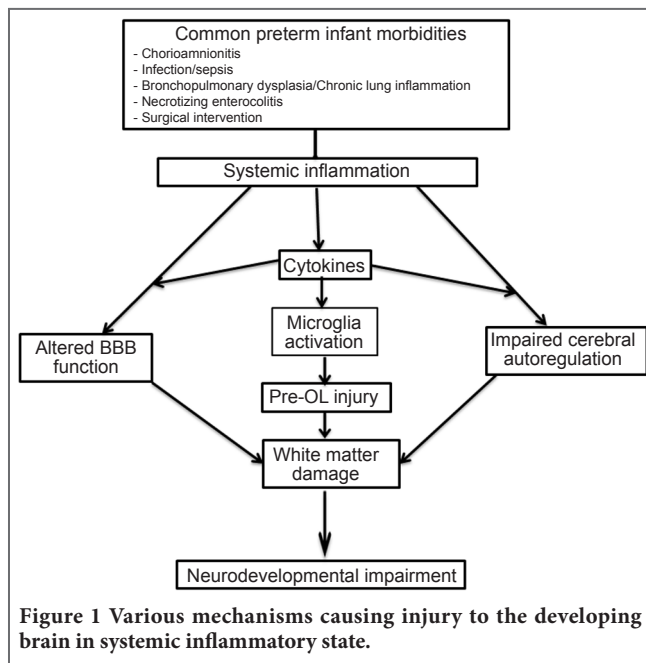 Common preterm infant morbidities
- Chorioamnionitis
- Infection/sepsis
- Bronchopulmonary dysplasia/Chronic lung inflammation
- Necrotizing enterocolitis
- Surgical intervention
Systemic inflammation
Cytokines
Altered BBB
function
Microglia
activation
Impaired cerebral
autoregulation
Pre-OL injury
White matter
damage
Neurodevelopmental impairment
Figure 1 Various mechanisms causing injury to the developing
brain in systemic inflammatory state.